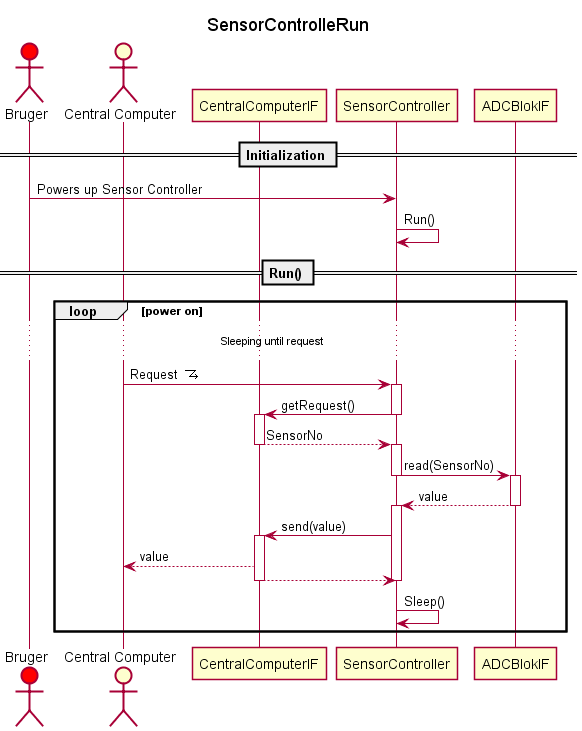 SensorControlleRun
Bruger
Central Computer
CentralComputerIF
SensorController
ADCBlokIF
Initialization
Powers up Sensor Controller
Run()
Run()
loop
[power on]
Sleeping until request
Request
getRequest()
SensorNo
read(SensorNo)
value
send(value)
value
Sleep()
Bruger
Central Computer
CentralComputerIF
SensorController
ADCBlokIF